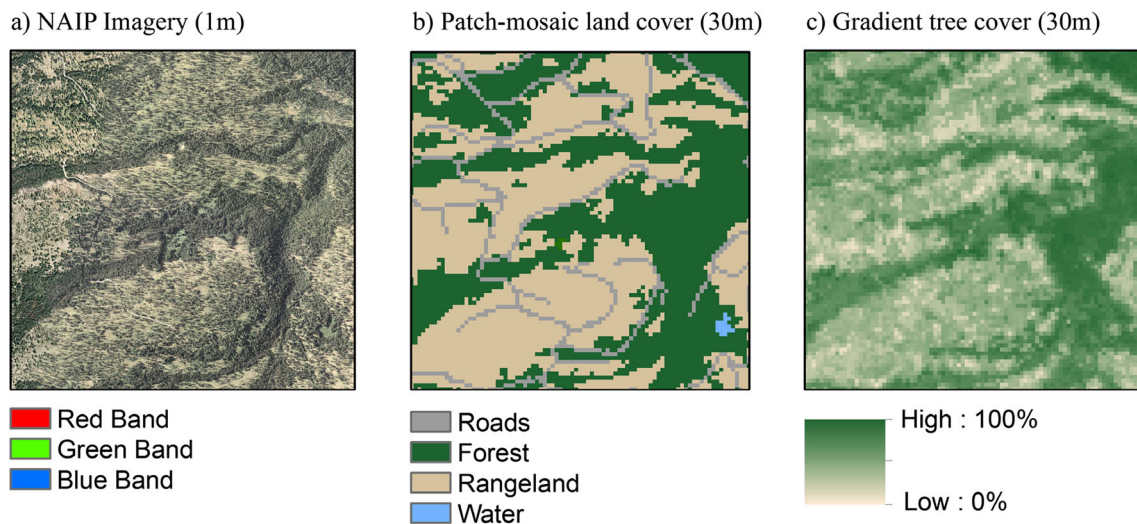 a) NAIP Imagery (1m)
b) Patch-mosaic land cover (30m)
c) Gradient tree cover (30m)
Red Band
Green Band
Blue Band
Roads
Forest
Rangeland
Water
High : 100%
Low : 0%